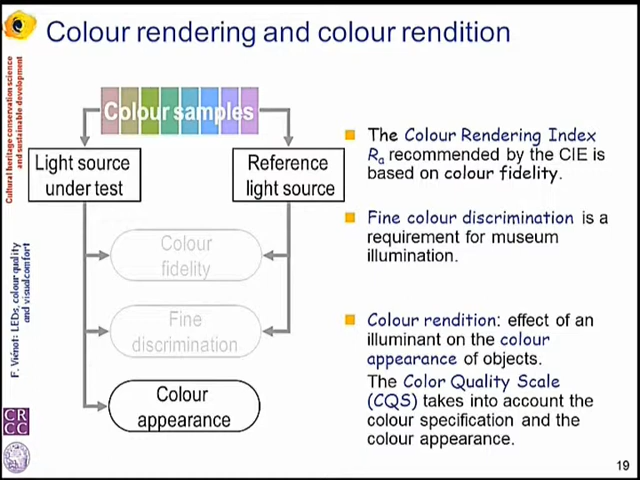 Colour rendering and colour rendition
Cultural heritage conservation science
and sustainable development
F. Viénot: LEDs, colour quality
and visual comfort
CR
CC
Colour samples
Light source
under test
Reference
light source
Colour
fidelity
Fine
discrimination
Colour
appearance
The Colour Rendering Index
Ra recommended by the CIE is
based on colour fidelity.
Fine colour discrimination is a
requirement for museum
illumination.
Colour rendition: effect of an
illuminant on the colour
appearance of objects.
The Color Quality Scale
(CQS) takes into account the
colour specification and the
colour appearance.
19